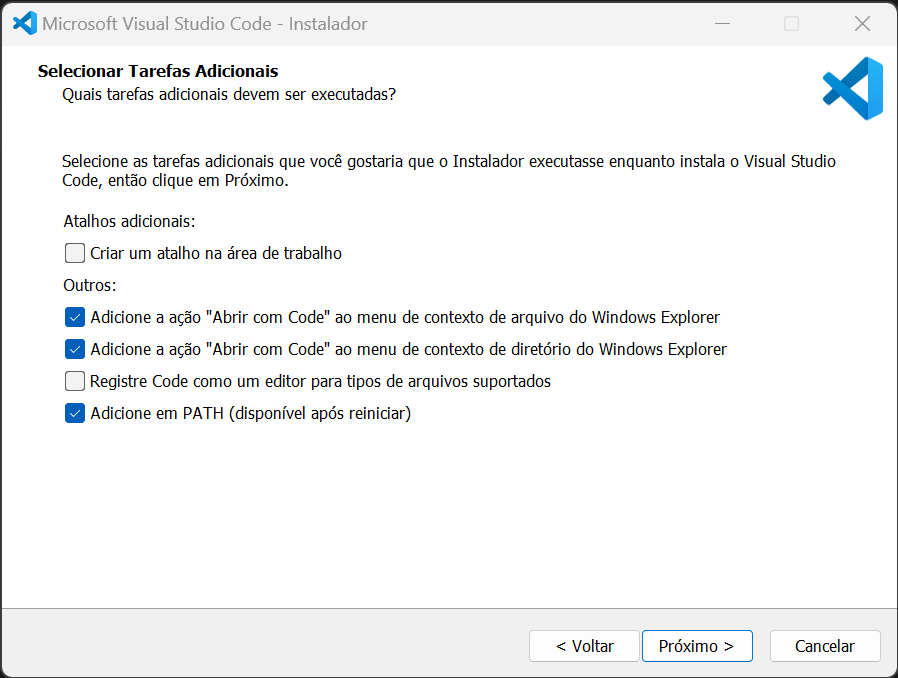 Microsoft Visual Studio Code - Instalador
Selecionar Tarefas Adicionais
Quais tarefas adicionais devem ser executadas?
Selecione as tarefas adicionais que você gostaria que o Instalador executasse enquanto instala o Visual Studio
Code, então clique em Próximo.
Atalhos adicionais:
Criar um atalho na área de trabalho
Outros:
Adicione a ação "Abrir com Code" ao menu de contexto de arquivo do Windows Explorer
Adicione a ação "Abrir com Code" ao menu de contexto de diretório do Windows Explorer
Registre Code como um editor para tipos de arquivos suportados
Adicione em PATH (disponível após reiniciar)
< Voltar
Próximo >
Cancelar